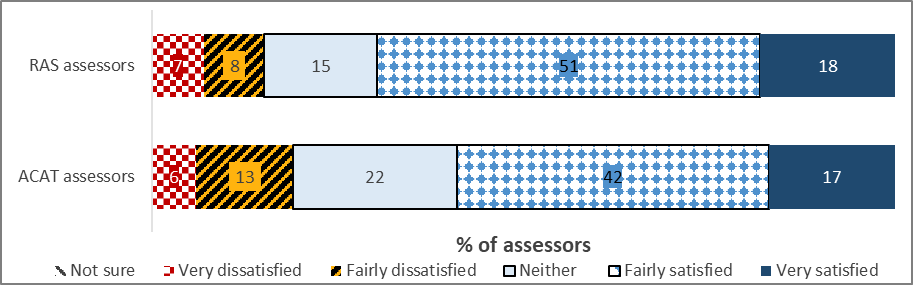 RAS assessors 7 8 15 51 18
ACAT assessors 6 13 22 42 17
% of assessors
Not sure Very dissatisfied Fairly dissatisfied Neither Fairly satisfied Very satisfied